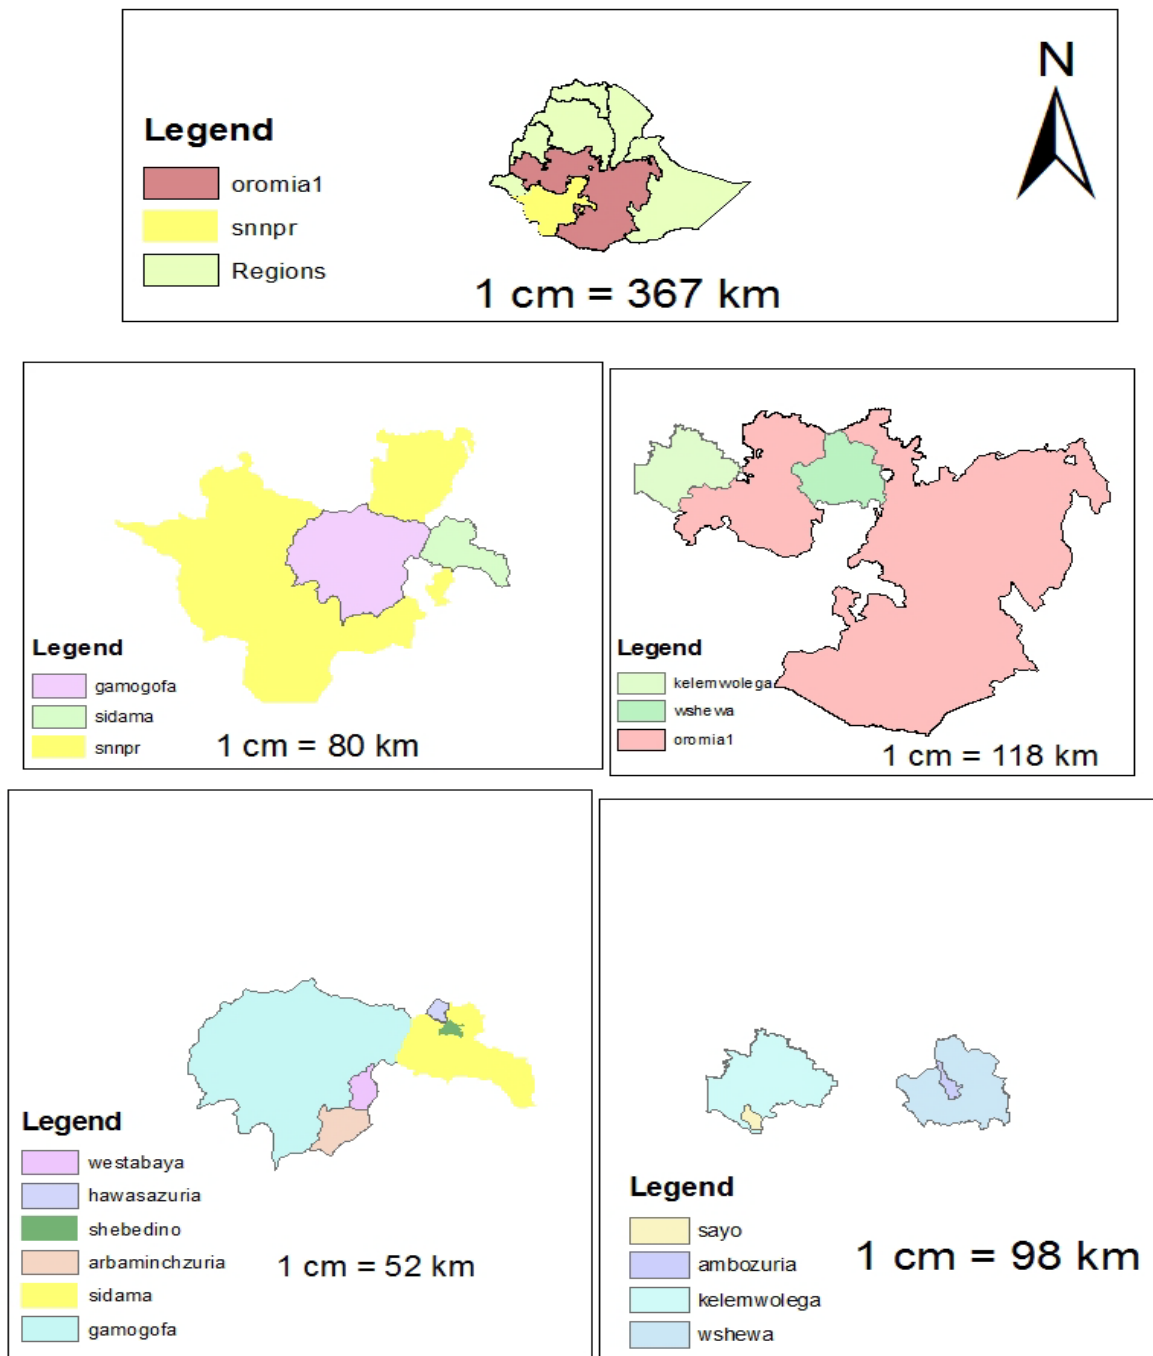 N
Legend
oromia1
snnpr
Regions
1 cm = 367 km
Legend
gamogofa
sidama
snnpr
1 cm = 80 km
Legend
kelemwolega
wshewa
oromia1
1 cm = 118 km
Legend
westabaya
hawasazuria
shebedino
arbaminchzuria
sidama
gamogofa
1 cm = 52 km
Legend
sayo
ambozuria
kelemwolega
wshewa
1 cm = 98 km